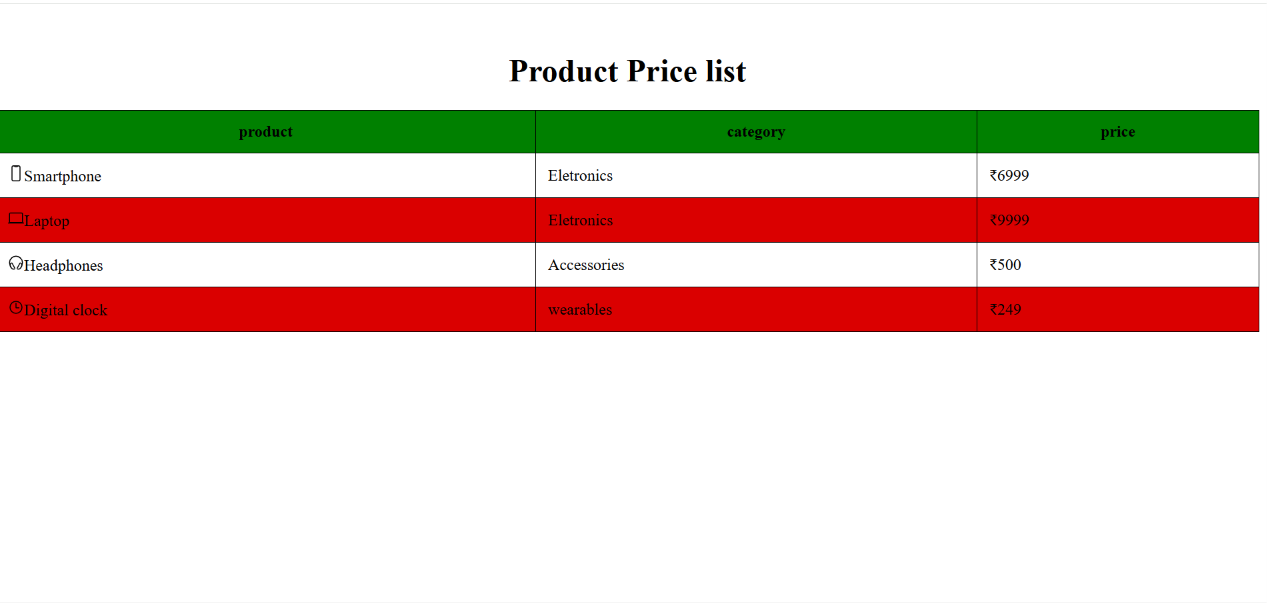 Product Price list
product category price
Smartphone Eletronics ₹6999
Laptop Eletronics ₹9999
Headphones Accessories ₹500
Digital clock wearables ₹249